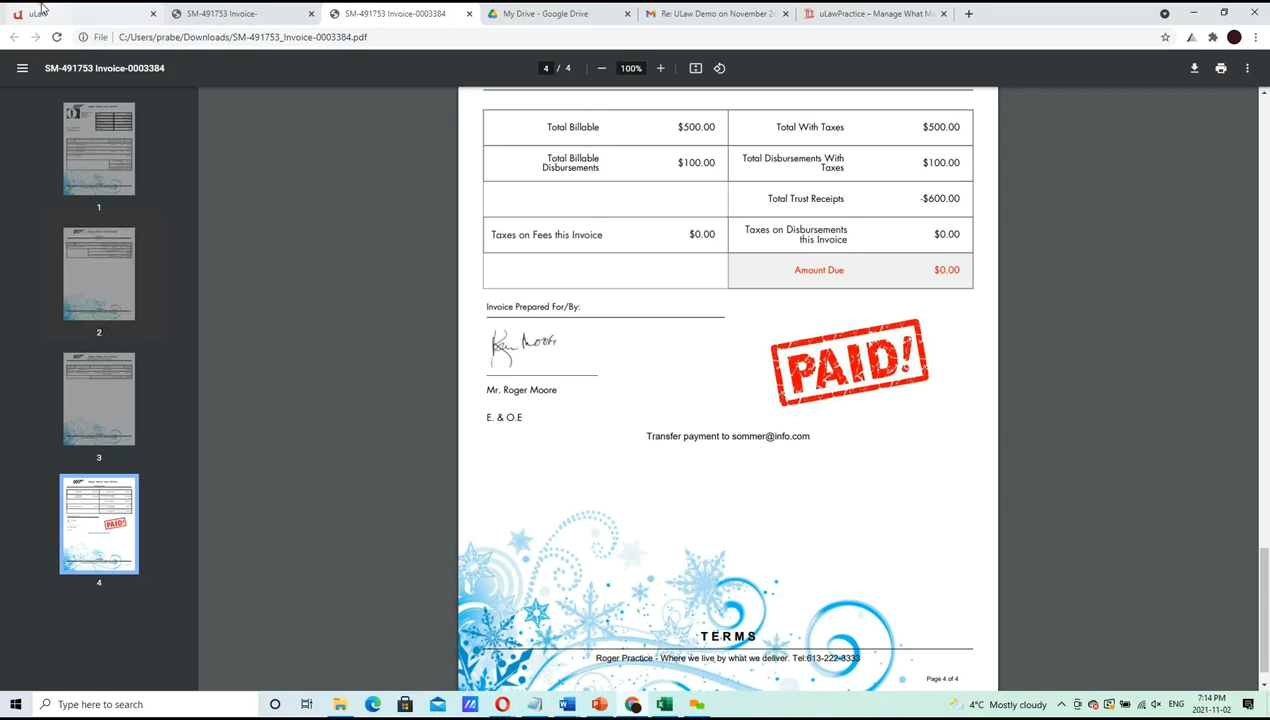 uLaw
SM-491753 Invoice-
SM-491753 Invoice-0003384
My Drive - Google Drive
Re: ULaw Demo on November 2
uLawPractice – Manage What M
File
C:/Users/prabe/Downloads/SM-491753_Invoice-0003384.pdf
SM-491753 Invoice-0003384
4 / 4
100%
1
2
3
4
Total Billable $500.00 Total With Taxes $500.00
Total Billable Disbursements $100.00 Total Disbursements With Taxes $100.00
Total Trust Receipts -$600.00
Taxes on Fees this Invoice $0.00 Taxes on Disbursements this Invoice $0.00
Amount Due $0.00
Invoice Prepared For/By:
PAID!
Mr. Roger Moore
E. & O.E
Transfer payment to sommer@info.com
TERMS
Roger Practice - Where we live by what we deliver. Tel:613-222-3333
Page 4 of 4
Type here to search
4°C Mostly cloudy
ENG
7:14 PM
2021-11-02